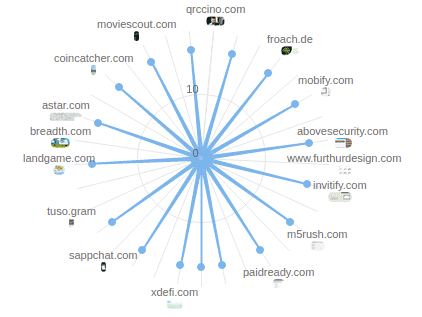 qrccino.com
moviescout.com
froach.de
coincatcher.com
mobify.com
10
astar.com
breadth.com
abovesecurity.com
0
landgame.com
www.furthurdesign.com
invitify.com
tuso.gram
m5rush.com
sappchat.com
paidready.com
xdefi.com